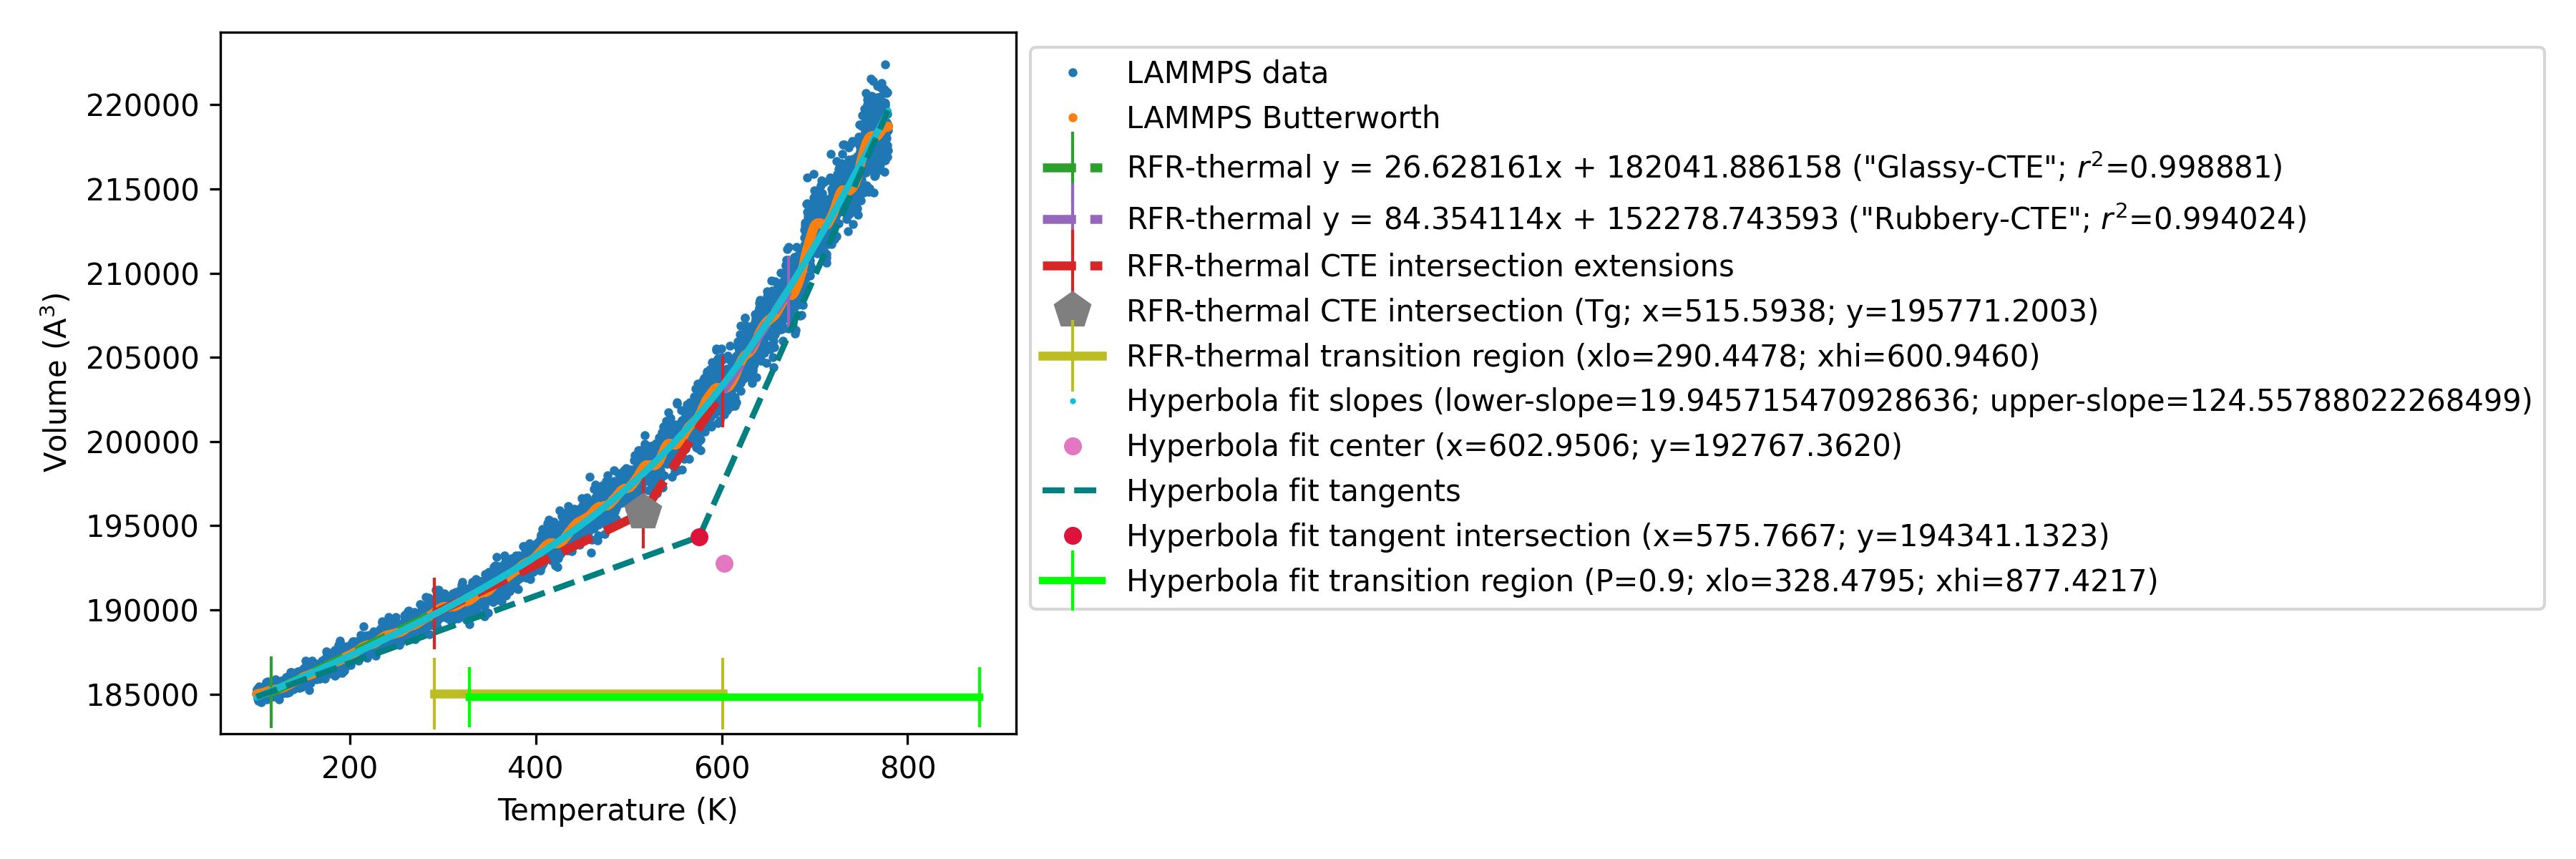 220000
215000
210000
205000
200000
195000
190000
185000
Volume (A³)
200 400 600 800
Temperature (K)
LAMMPS data
LAMMPS Butterworth
RFR-thermal y = 26.628161x + 182041.886158 ("Glassy-CTE"; r²=0.998881)
RFR-thermal y = 84.354114x + 152278.743593 ("Rubbery-CTE"; r²=0.994024)
RFR-thermal CTE intersection extensions
RFR-thermal CTE intersection (Tg; x=515.5938; y=195771.2003)
RFR-thermal transition region (xlo=290.4478; xhi=600.9460)
Hyperbola fit slopes (lower-slope=19.945715470928636; upper-slope=124.55788022268499)
Hyperbola fit center (x=602.9506; y=192767.3620)
Hyperbola fit tangents
Hyperbola fit tangent intersection (x=575.7667; y=194341.1323)
Hyperbola fit transition region (P=0.9; xlo=328.4795; xhi=877.4217)